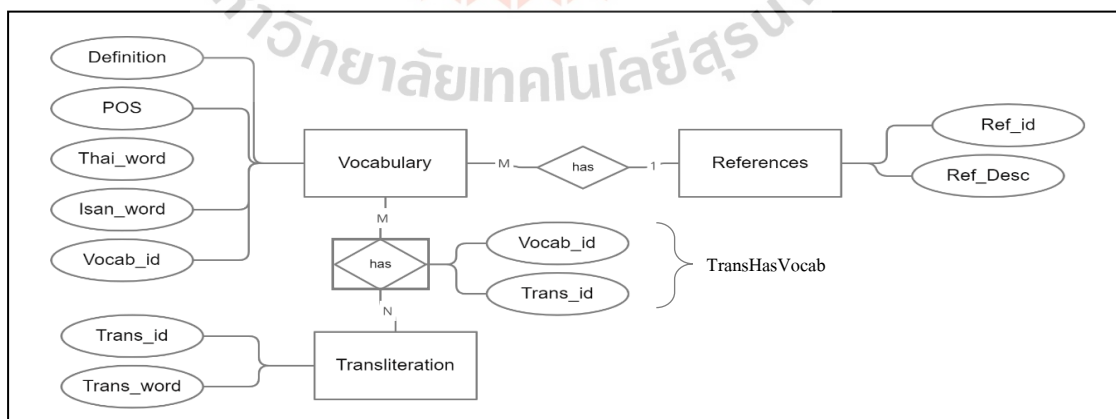 มหาวิทยาลัยเทคโนโลยีสุรนารี
Definition
POS
Thai_word
Isan_word
Vocab_id
Vocabulary
M
has
1
References
Ref_id
Ref_Desc
M
has
N
Vocab_id
Trans_id
TransHasVocab
Trans_id
Trans_word
Transliteration